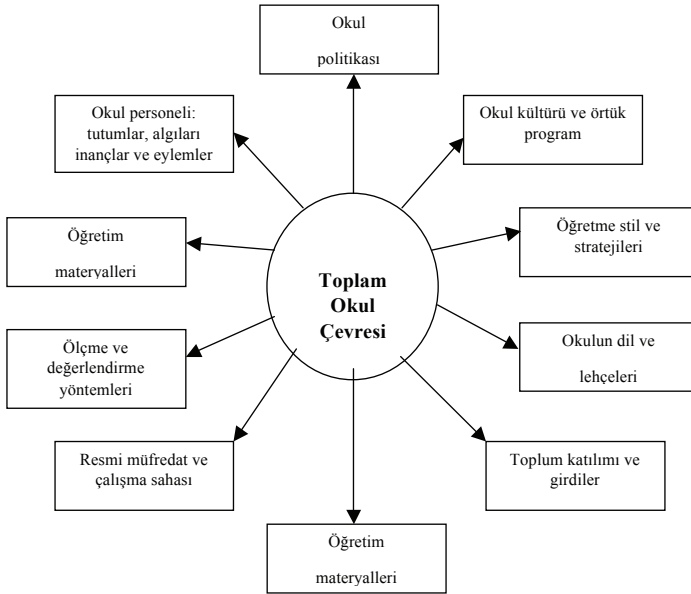 Okul
politikası
Okul personeli:
tutumlar, algıları
inançlar ve eylemler
Okul kültürü ve örtük
program
Öğretim
materyalleri
Öğretme stil ve
stratejileri
Toplam
Okul
Çevresi
Ölçme ve
değerlendirme
yöntemleri
Okulun dil ve
lehçeleri
Resmi müfredat ve
çalışma sahası
Toplum katılımı ve
girdiler
Öğretim
materyalleri